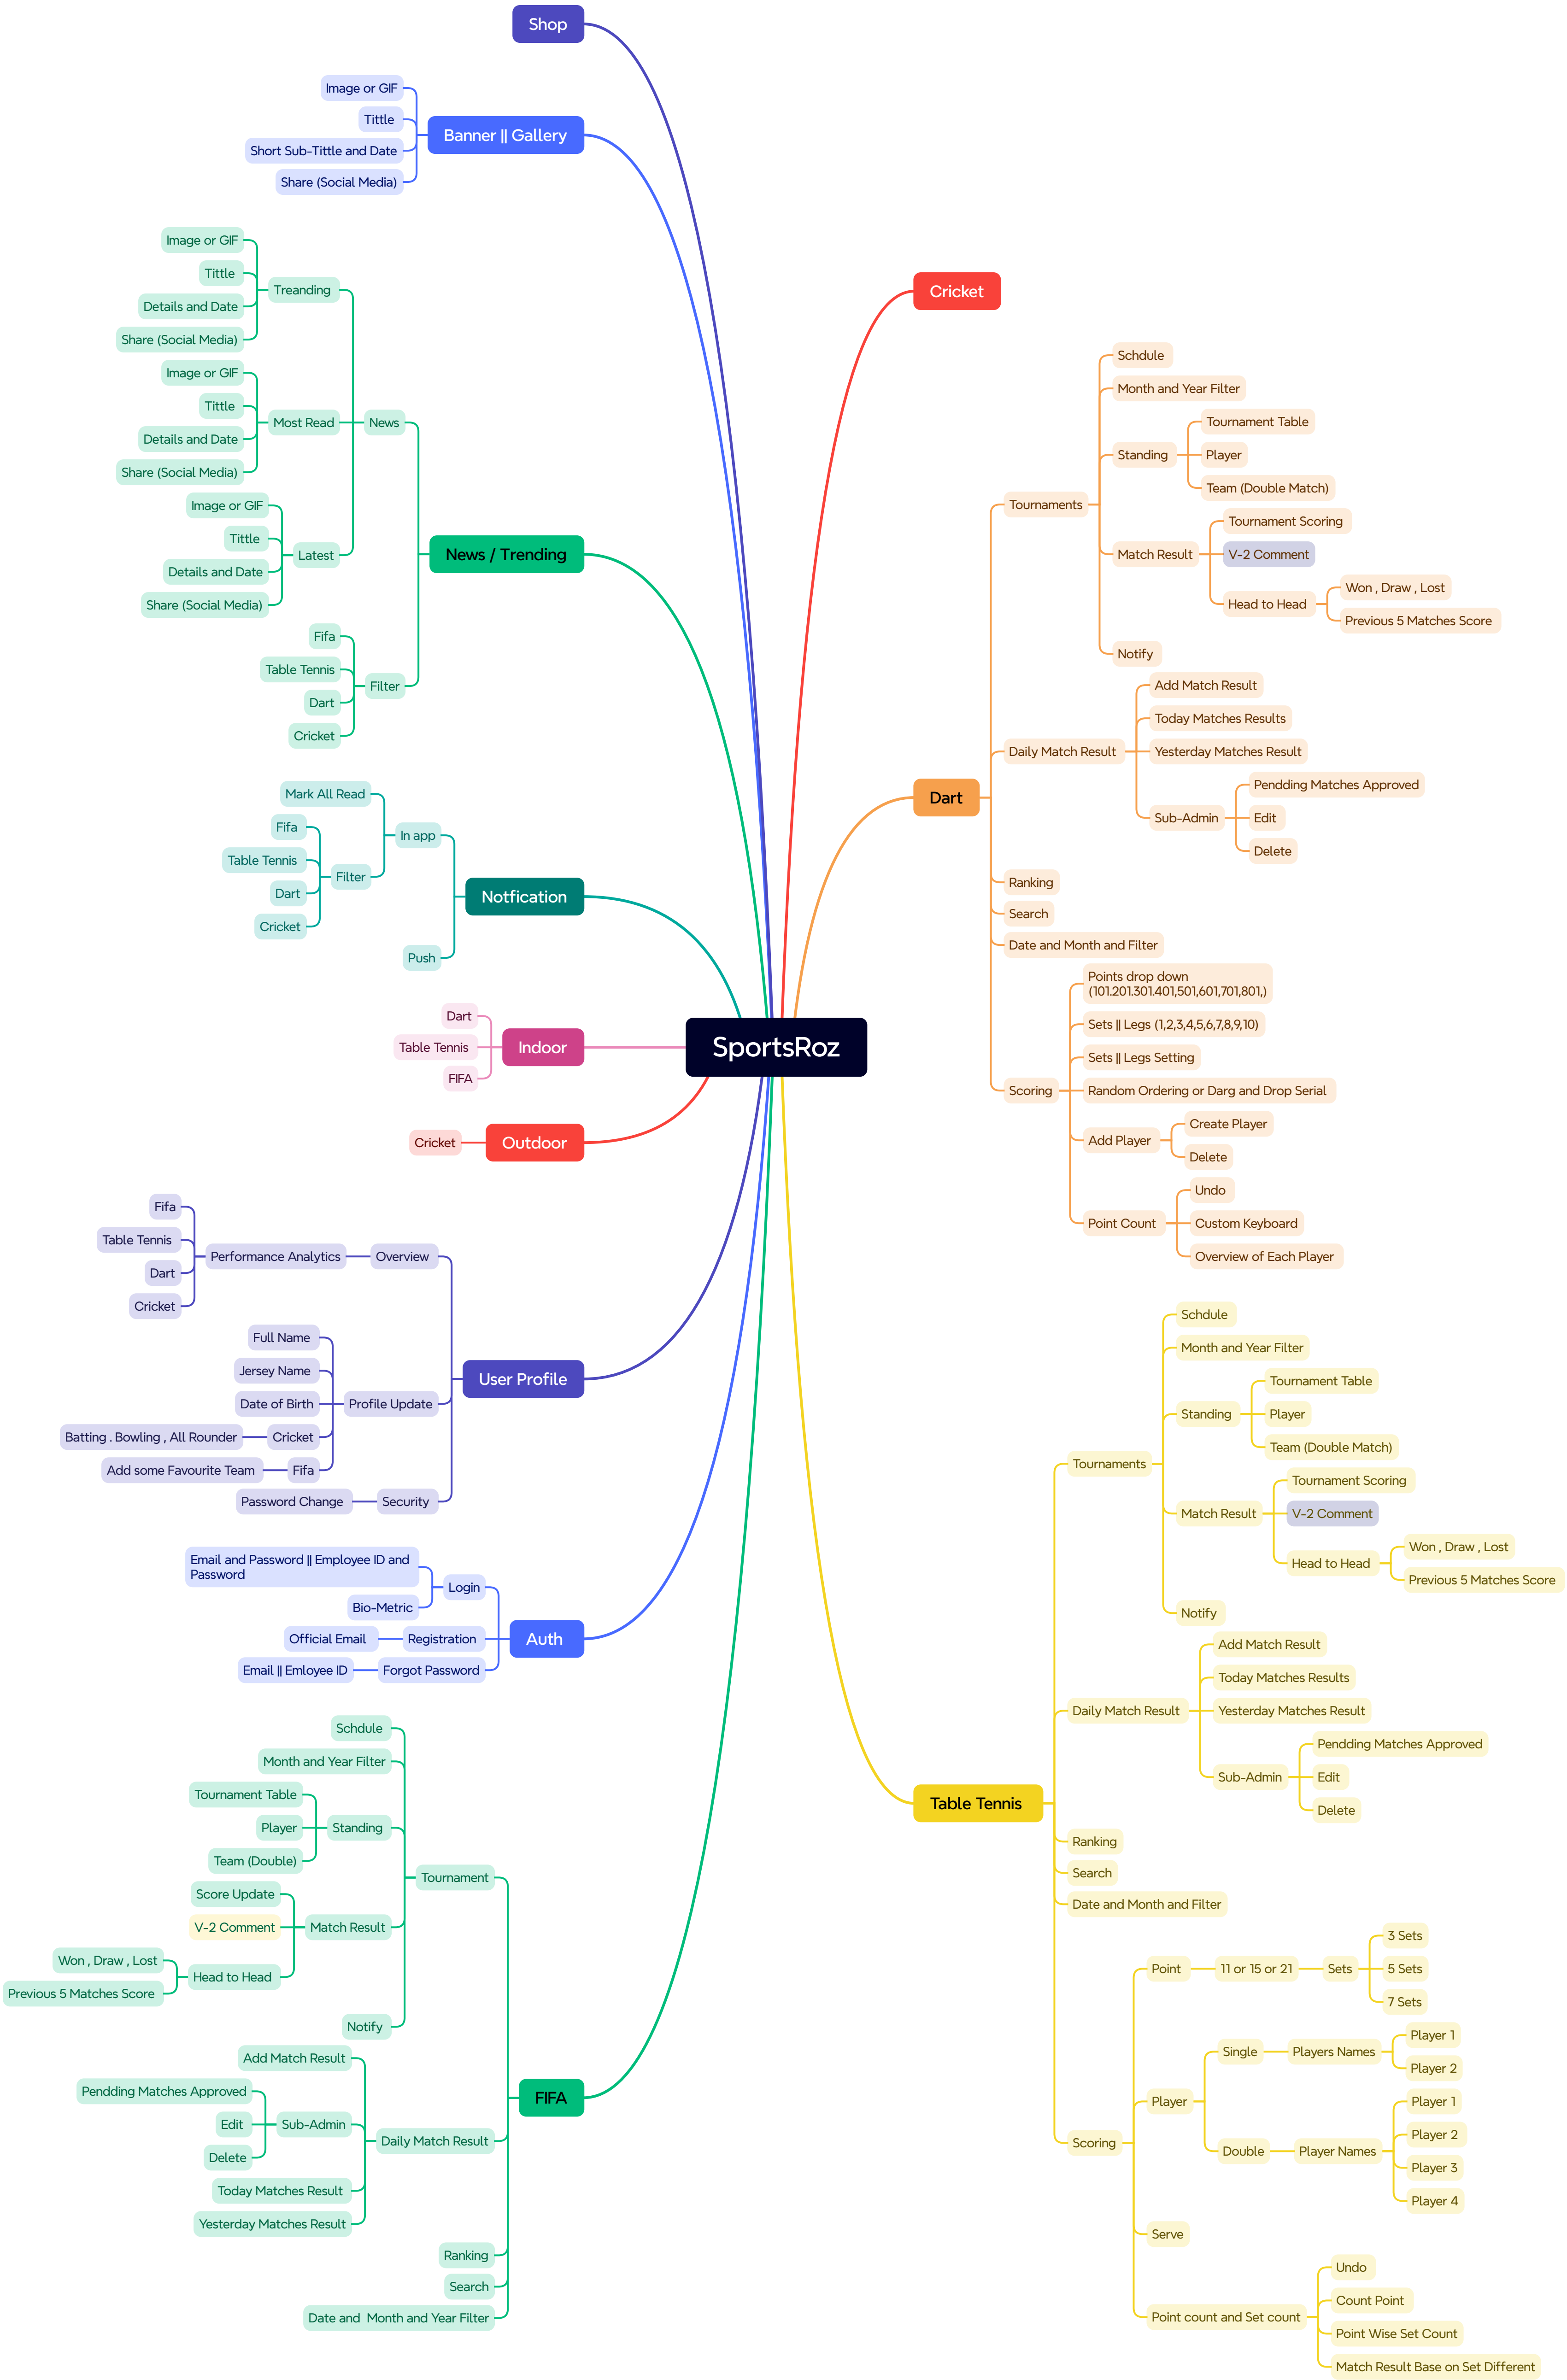 Shop
Image or GIF
Tittle
Banner || Gallery
Short Sub-Tittle and Date
Share (Social Media)
Image or GIF
Tittle
Treanding
Details and Date
Share (Social Media)
Image or GIF
Tittle
Most Read
News
Details and Date
Share (Social Media)
Image or GIF
Tittle
Latest
Details and Date
Share (Social Media)
News / Trending
Fifa
Table Tennis
Filter
Dart
Cricket
Mark All Read
In app
Fifa
Table Tennis
Filter
Dart
Cricket
Notfication
Push
Dart
Table Tennis
Indoor
FIFA
Cricket
Outdoor
SportsRoz
Fifa
Table Tennis
Performance Analytics
Overview
Dart
Cricket
User Profile
Full Name
Jersey Name
Date of Birth
Profile Update
Batting . Bowling , All Rounder
Cricket
Add some Favourite Team
Fifa
Password Change
Security
Email and Password || Employee ID and
Password
Login
Bio-Metric
Official Email
Registration
Auth
Email || Emloyee ID
Forgot Password
Schdule
Month and Year Filter
Tournament Table
Player
Standing
Team (Double)
Tournament
Score Update
V-2 Comment
Match Result
Won , Draw , Lost
Head to Head
Previous 5 Matches Score
Notify
Add Match Result
Pendding Matches Approved
Edit
Sub-Admin
Delete
Daily Match Result
FIFA
Today Matches Result
Yesterday Matches Result
Ranking
Search
Date and  Month and Year Filter
Cricket
Schdule
Month and Year Filter
Tournament Table
Standing
Player
Team (Double Match)
Tournaments
Tournament Scoring
Match Result
V-2 Comment
Won , Draw , Lost
Head to Head
Previous 5 Matches Score
Notify
Add Match Result
Today Matches Results
Daily Match Result
Yesterday Matches Result
Dart
Pendding Matches Approved
Sub-Admin
Edit
Delete
Ranking
Search
Date and Month and Filter
Points drop down
(101.201.301.401,501,601,701,801,)
Sets || Legs (1,2,3,4,5,6,7,8,9,10)
Sets || Legs Setting
Scoring
Random Ordering or Darg and Drop Serial
Create Player
Add Player
Delete
Undo
Point Count
Custom Keyboard
Overview of Each Player
Schdule
Month and Year Filter
Tournament Table
Standing
Player
Team (Double Match)
Tournaments
Tournament Scoring
Match Result
V-2 Comment
Won , Draw , Lost
Head to Head
Previous 5 Matches Score
Notify
Add Match Result
Today Matches Results
Daily Match Result
Yesterday Matches Result
Pendding Matches Approved
Sub-Admin
Edit
Delete
Table Tennis
Ranking
Search
Date and Month and Filter
3 Sets
Point
11 or 15 or 21
Sets
5 Sets
7 Sets
Player 1
Single
Players Names
Player 2
Player
Player 1
Player 2
Double
Player Names
Player 3
Player 4
Scoring
Serve
Undo
Count Point
Point count and Set count
Point Wise Set Count
Match Result Base on Set Different